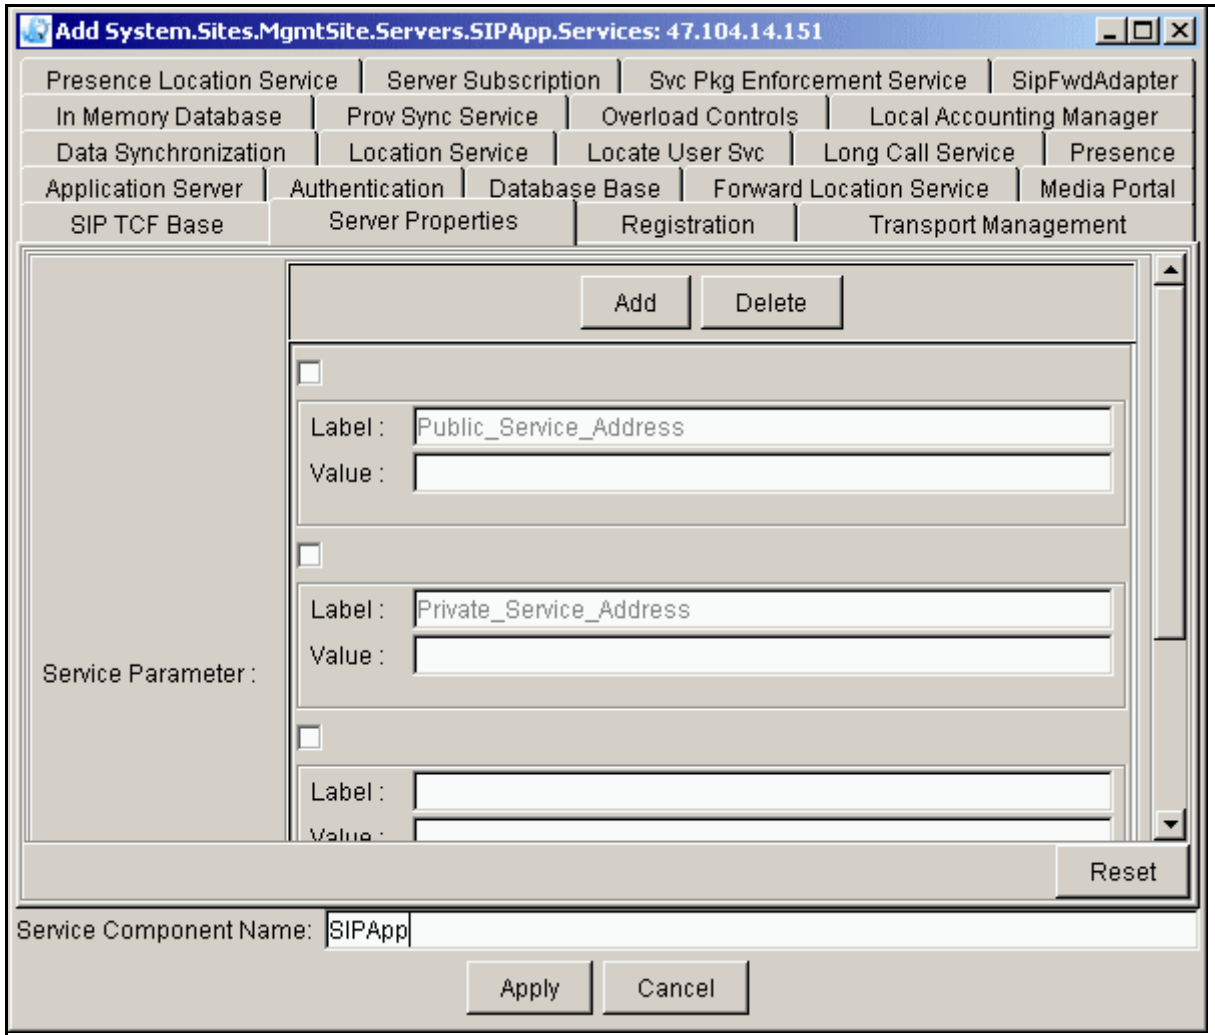 Add System.Sites.MgmtSite.Servers.SIPApp.Services: 47.104.14.151
Presence Location Service Server Subscription Svc Pkg Enforcement Service SipFwdAdapter
In Memory Database Prov Sync Service Overload Controls Local Accounting Manager
Data Synchronization Location Service Locate User Svc Long Call Service Presence
Application Server Authentication Database Base Forward Location Service Media Portal
SIP TCF Base Server Properties Registration Transport Management
Add Delete
Label : Public_Service_Address
Value :
Label : Private_Service_Address
Value :
Service Parameter :
Label :
Value :
Reset
Service Component Name: SIPApp
Apply Cancel